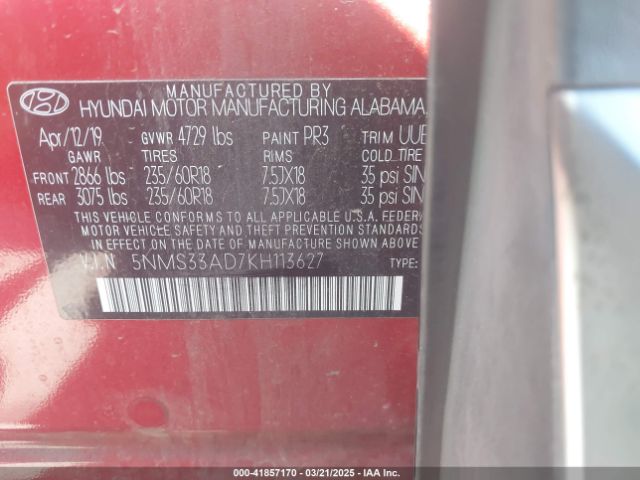 MANUFACTURED BY
HYUNDAI MOTOR MANUFACTURING ALABAMA,
Apr/12/19 GVWR 4729 lbs PAINT PR3 TRIM UUE
GAWR TIRES RIMS COLD TIRE
FRONT 2866 lbs 235/60R18 7.5JX18 35 psi SIN
REAR 3075 lbs 235/60R18 7.5JX18 35 psi SIN
THIS VEHICLE CONFORMS TO ALL APPLICABLE U.S.A. FEDERA
MOTOR VEHICLE SAFETY AND THEFT PREVENTION STANDARDS
IN EFFECT ON THE DATE OF MANUFACTURE SHOWN ABOVE.
V.I.N 5NMS33AD7KH113627 TYPE:
000-41857170 | 03/21/2025 | IAA Inc.